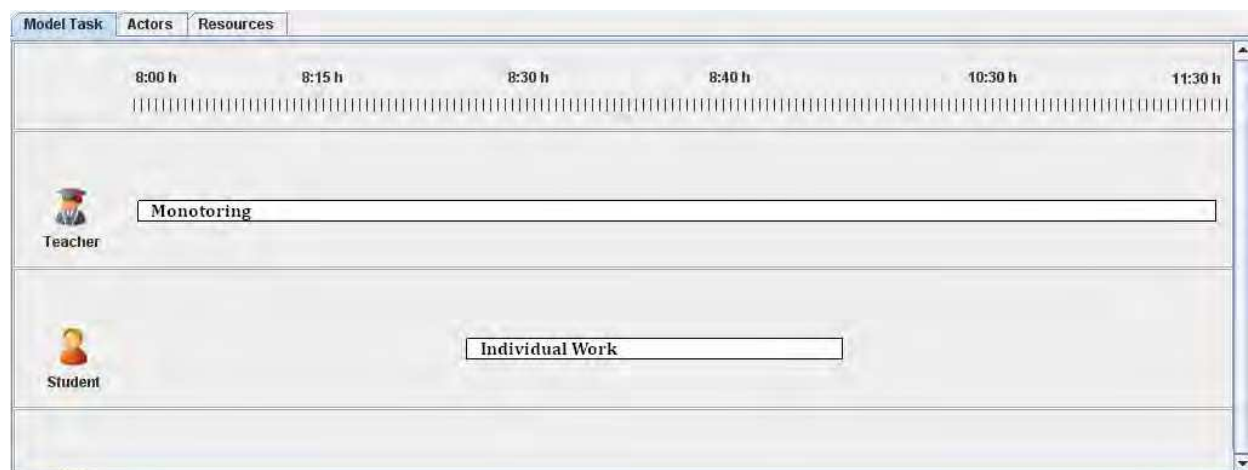 Model Task Actors Resources
8:00 h 8:15 h 8:30 h 8:40 h 10:30 h 11:30 h
Monotoring
Teacher
Individual Work
Student